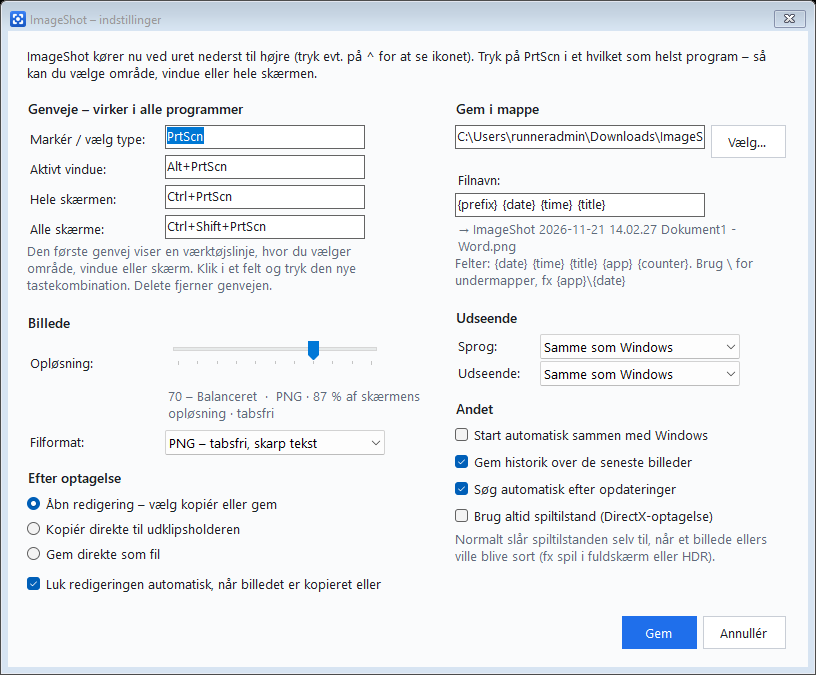 ImageShot – indstillinger
ImageShot kører nu ved uret nederst til højre (tryk evt. på ^ for at se ikonet). Tryk på PrtScn i et hvilket som helst program – så
kan du vælge område, vindue eller hele skærmen.
Genveje – virker i alle programmer
Markér / vælg type:
PrtScn
Aktivt vindue:
Alt+PrtScn
Hele skærmen:
Ctrl+PrtScn
Alle skærme:
Ctrl+Shift+PrtScn
Den første genvej viser en værktøjslinje, hvor du vælger
område, vindue eller skærm. Klik i et felt og tryk den nye
tastekombination. Delete fjerner genvejen.
Billede
Opløsning:
70 – Balanceret · PNG · 87 % af skærmens
opløsning · tabsfri
Filformat:
PNG – tabsfri, skarp tekst
Efter optagelse
Åbn redigering – vælg kopiér eller gem
Kopiér direkte til udklipsholderen
Gem direkte som fil
Luk redigeringen automatisk, når billedet er kopieret eller
Gem i mappe
C:\Users\runneradmin\Downloads\ImageS
Vælg...
Filnavn:
{prefix} {date} {time} {title}
→ ImageShot 2026-11-21 14.02.27 Dokument1 -
Word.png
Felter: {date} {time} {title} {app} {counter}. Brug \ for
undermapper, fx {app}\{date}
Udseende
Sprog:
Samme som Windows
Udseende:
Samme som Windows
Andet
Start automatisk sammen med Windows
Gem historik over de seneste billeder
Søg automatisk efter opdateringer
Brug altid spiltilstand (DirectX-optagelse)
Normalt slår spiltilstanden selv til, når et billede ellers
ville blive sort (fx spil i fuldskærm eller HDR).
Gem
Annullér